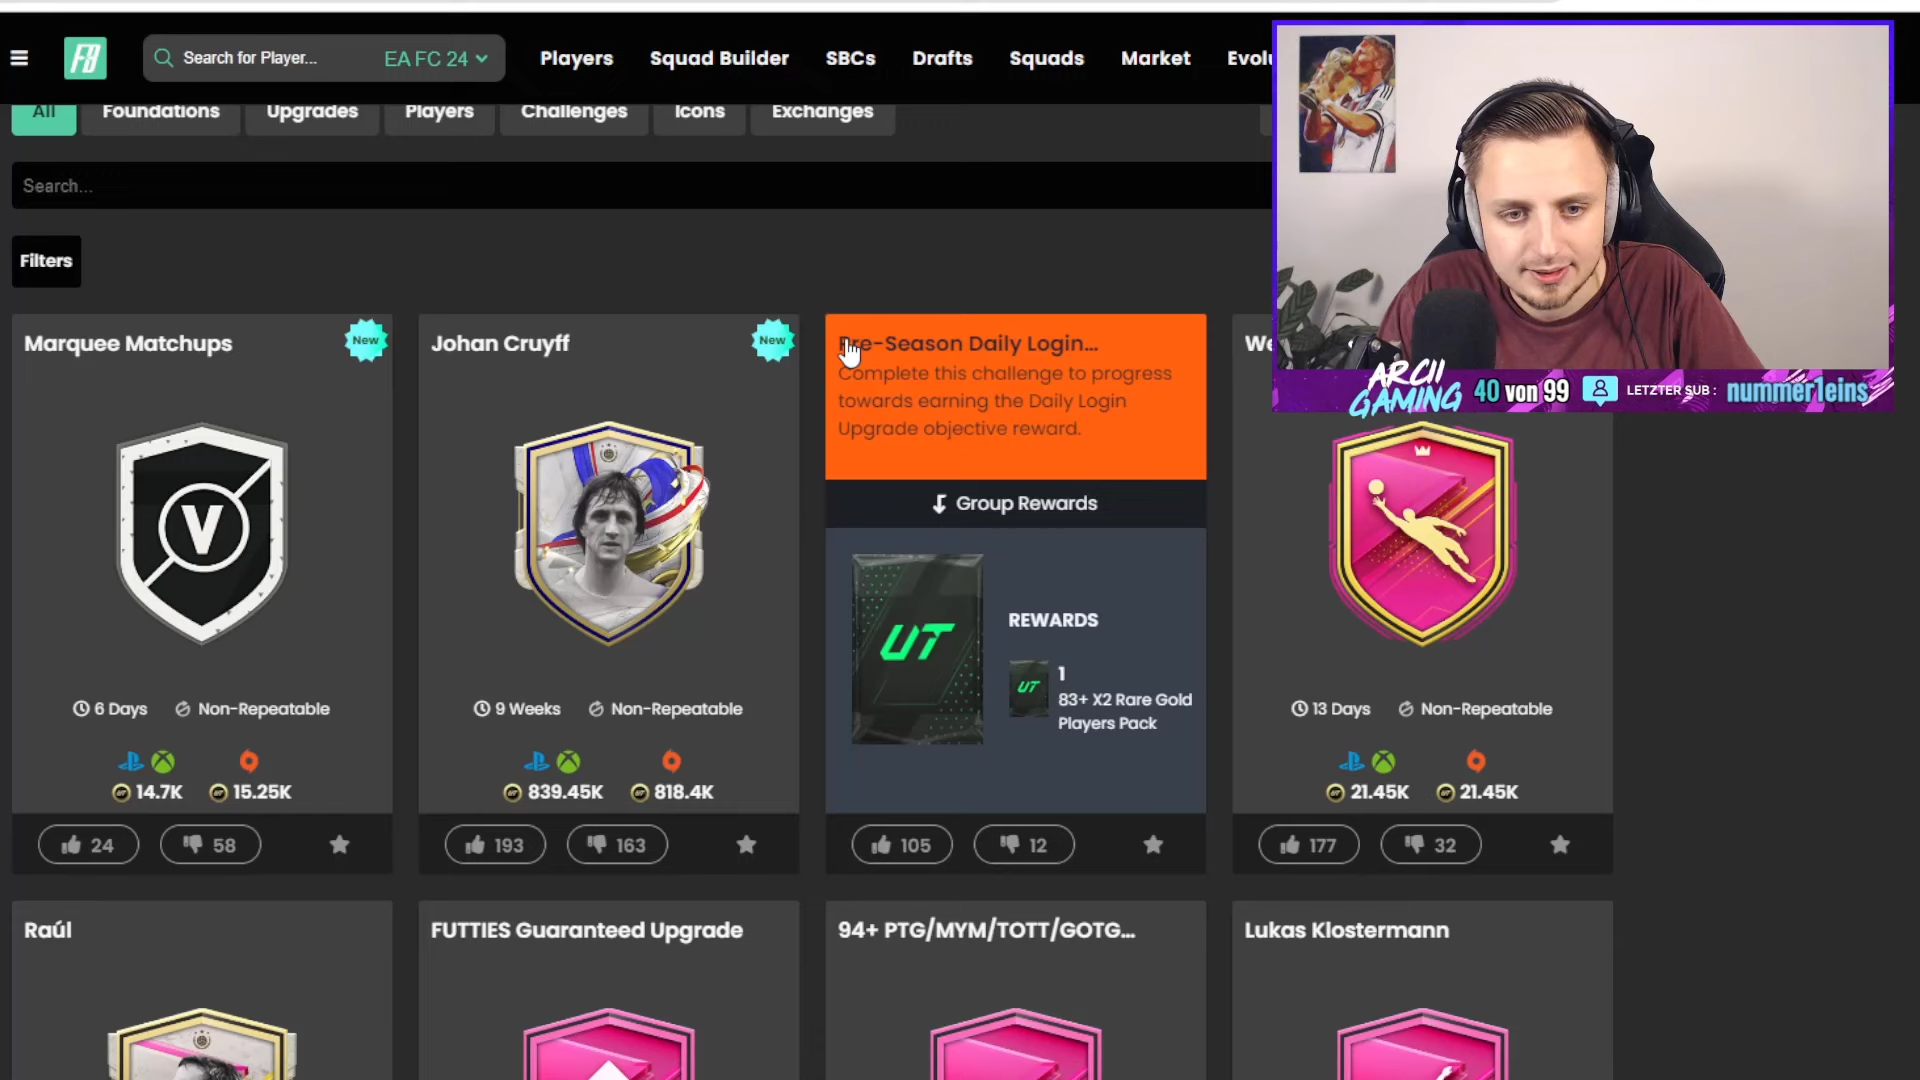 Search for Player...
EA FC 24
Players
Squad Builder
SBCs
Drafts
Squads
Market
All
Foundations
Upgrades
Players
Challenges
Icons
Exchanges
Search...
Filters
Marquee Matchups
New
V
6 Days
Non-Repeatable
14.7K
15.25K
24
58
Johan Cruyff
New
9 Weeks
Non-Repeatable
839.45K
818.4K
193
163
Pre-Season Daily Login...
Complete this challenge to progress
towards earning the Daily Login
Upgrade objective reward.
Group Rewards
UT
REWARDS
UT
1
83+ X2 Rare Gold
Players Pack
105
12
13 Days
Non-Repeatable
21.45K
21.45K
177
32
ARCII
GAMING
40 von 99
LETZTER SUB :
nummer1eins
Raúl
FUTTIES Guaranteed Upgrade
94+ PTG/MYM/TOTT/GOTG...
Lukas Klostermann